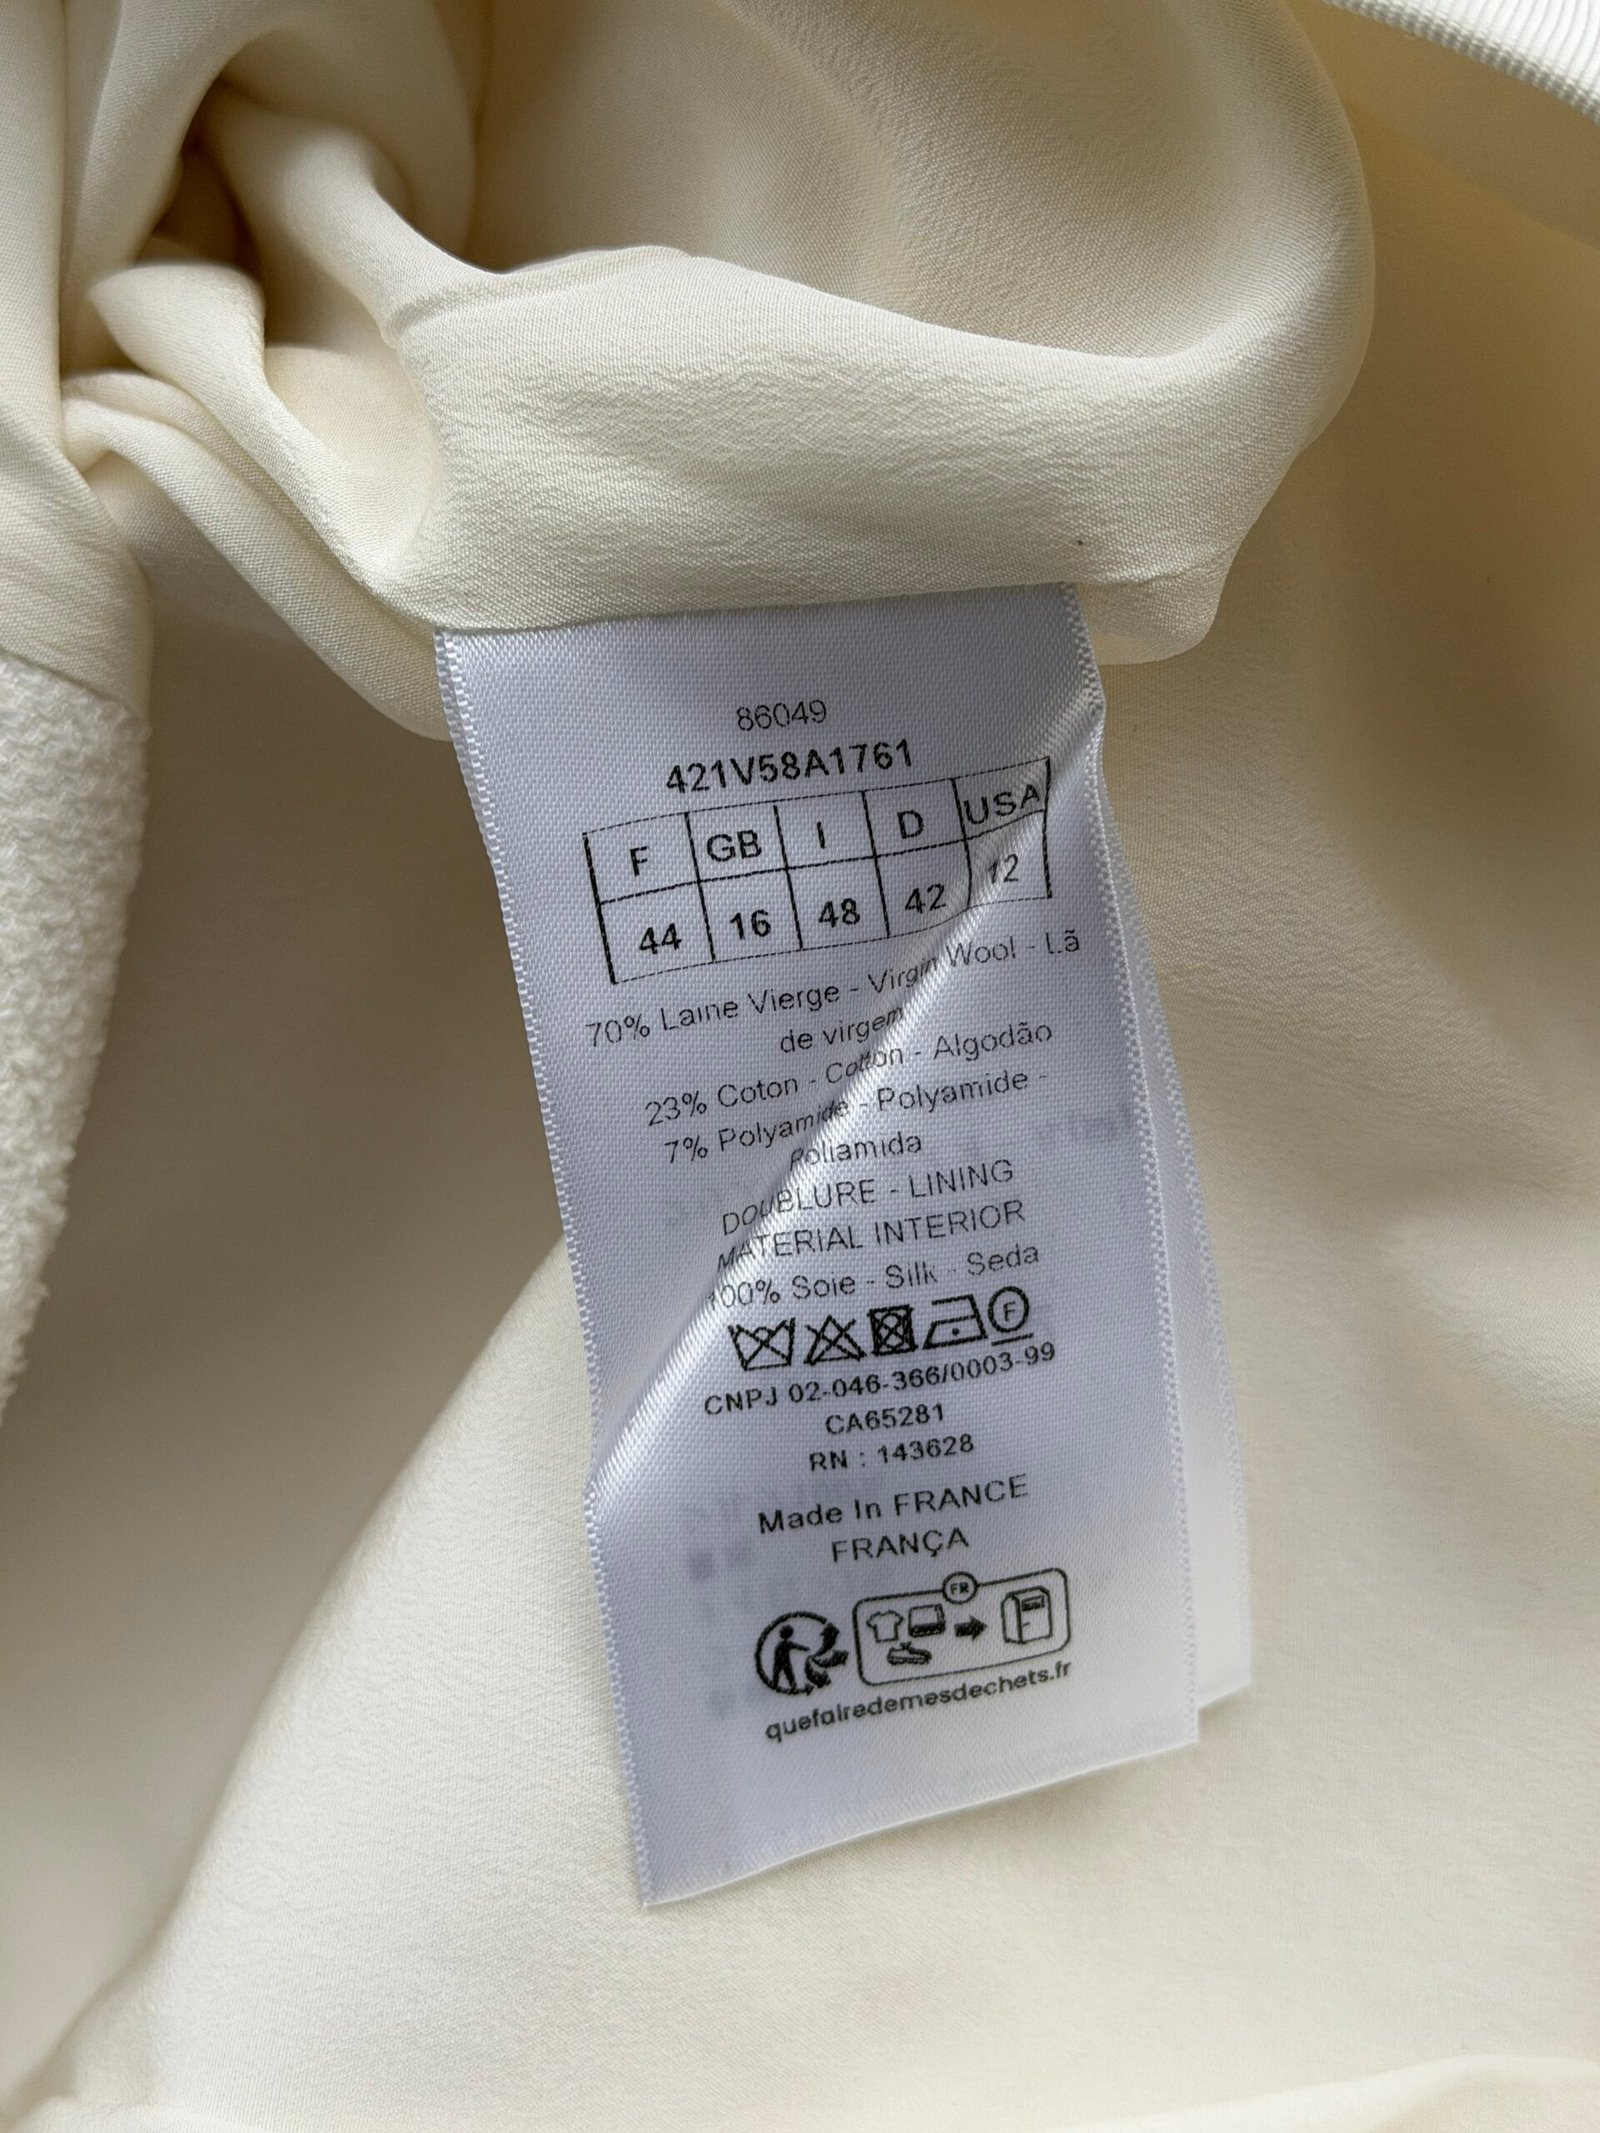 86049
421V58A1761
F GB I D USA
44 16 48 42 12
70% Laine Vierge - Virgin Wool - Lã
de virgem
23% Coton - Cotton - Algodão
7% Polyamide - Polyamide -
Poliamida
DOUBLURE - LINING
MATERIAL INTERIOR
100% Soie - Silk - Seda
F
CNPJ 02-046-366/0003-99
CA65281
RN : 143628
Made In FRANCE
FRANÇA
FR
quefairedemesdechets.fr